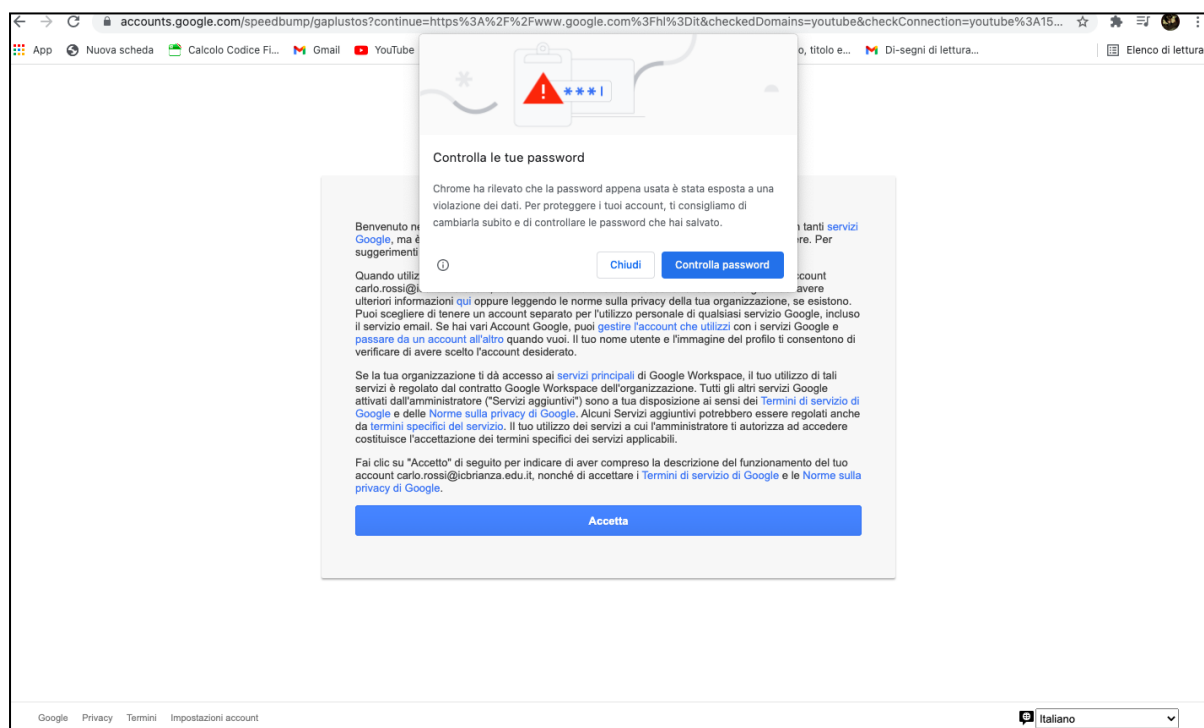 accounts.google.com/speedbump/gaplustos?continue=https%3A%2F%2Fwww.google.com%3Fhl%3Dit&checkedDomains=youtube&checkConnection=youtube%3A15...
App Nuova scheda Calcolo Codice Fi... Gmail YouTube o, titolo e... Di-segni di lettura... Elenco di lettura
***|
Controlla le tue password
Chrome ha rilevato che la password appena usata è stata esposta a una
violazione dei dati. Per proteggere i tuoi account, ti consigliamo di
cambiarla subito e di controllare le password che hai salvato.
Chiudi Controlla password
Benvenuto ne tanti servizi
Google, ma è ere. Per
suggerimenti
Quando utiliz ccount
carlo.rossi@i avere
ulteriori informazioni qui oppure leggendo le norme sulla privacy della tua organizzazione, se esistono.
Puoi scegliere di tenere un account separato per l'utilizzo personale di qualsiasi servizio Google, incluso
il servizio email. Se hai vari Account Google, puoi gestire l'account che utilizzi con i servizi Google e
passare da un account all'altro quando vuoi. Il tuo nome utente e l'immagine del profilo ti consentono di
verificare di avere scelto l'account desiderato.
Se la tua organizzazione ti dà accesso ai servizi principali di Google Workspace, il tuo utilizzo di tali
servizi è regolato dal contratto Google Workspace dell'organizzazione. Tutti gli altri servizi Google
attivati dall'amministratore ("Servizi aggiuntivi") sono a tua disposizione ai sensi dei Termini di servizio di
Google e delle Norme sulla privacy di Google. Alcuni Servizi aggiuntivi potrebbero essere regolati anche
da termini specifici del servizio. Il tuo utilizzo dei servizi a cui l'amministratore ti autorizza ad accedere
costituisce l'accettazione dei termini specifici dei servizi applicabili.
Fai clic su "Accetto" di seguito per indicare di aver compreso la descrizione del funzionamento del tuo
account carlo.rossi@icbrianza.edu.it, nonché di accettare i Termini di servizio di Google e le Norme sulla
privacy di Google.
Accetta
Google Privacy Termini Impostazioni account Italiano